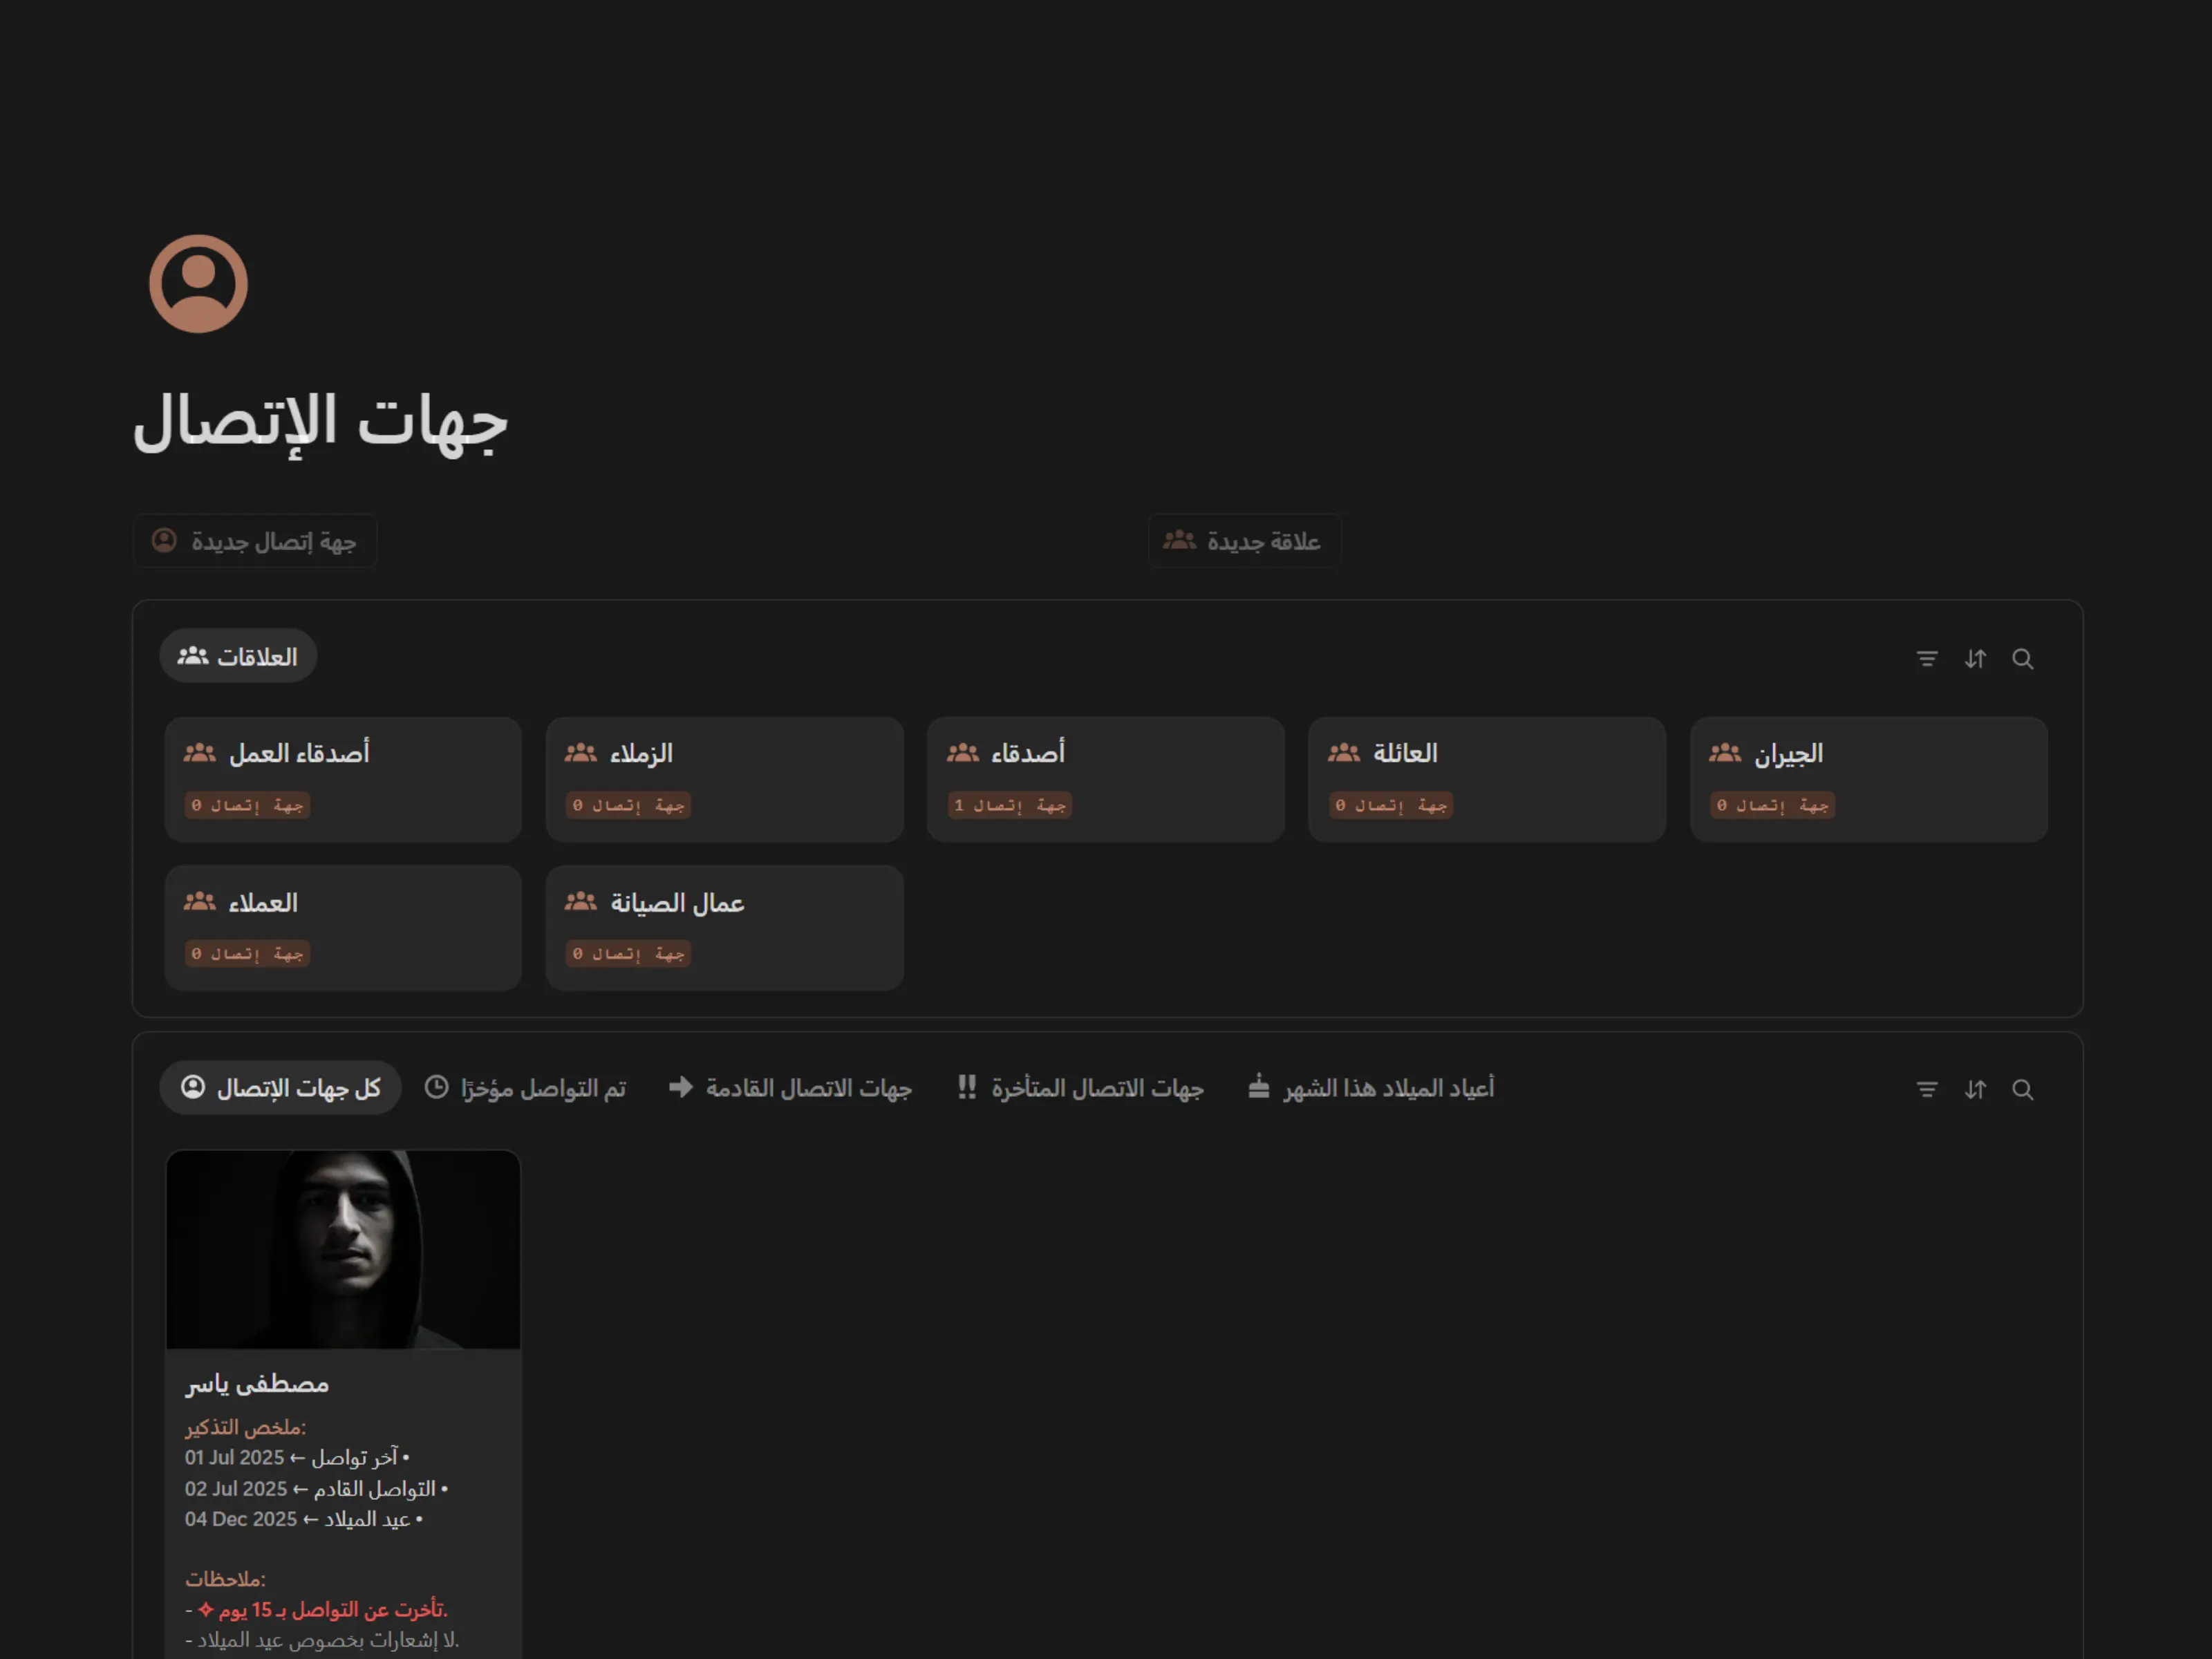 جهات الإتصال
جهة إتصال جديدة
علاقة جديدة
العلاقات
أصدقاء العمل
جهة إتصال 0
الزملاء
جهة إتصال 0
أصدقاء
جهة إتصال 1
العائلة
جهة إتصال 0
الجيران
جهة إتصال 0
العملاء
جهة إتصال 0
عمال الصيانة
جهة إتصال 0
كل جهات الإتصال
تم التواصل مؤخرًا
جهات الاتصال القادمة
جهات الاتصال المتأخرة
أعياد الميلاد هذا الشهر
مصطفى ياسر
ملخص التذكير:
• آخر تواصل ← 01 Jul 2025
• التواصل القادم ← 02 Jul 2025
• عيد الميلاد ← 04 Dec 2025
ملاحظات:
- ✧ تأخرت عن التواصل بـ 15 يوم.
- لا إشعارات بخصوص عيد الميلاد.